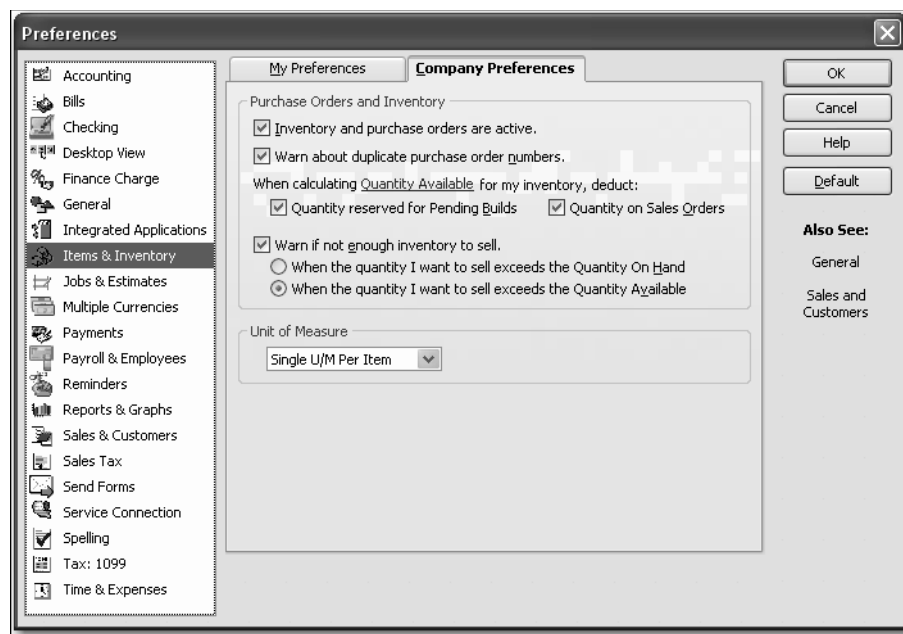 Preferences
Accounting
Bills
Checking
Desktop View
Finance Charge
General
Integrated Applications
Items & Inventory
Jobs & Estimates
Multiple Currencies
Payments
Payroll & Employees
Reminders
Reports & Graphs
Sales & Customers
Sales Tax
Send Forms
Service Connection
Spelling
Tax: 1099
Time & Expenses
My Preferences
Company Preferences
Purchase Orders and Inventory
Inventory and purchase orders are active.
Warn about duplicate purchase order numbers.
When calculating Quantity Available for my inventory, deduct:
Quantity reserved for Pending Builds
Quantity on Sales Orders
Warn if not enough inventory to sell.
When the quantity I want to sell exceeds the Quantity On Hand
When the quantity I want to sell exceeds the Quantity Available
Unit of Measure
Single U/M Per Item
OK
Cancel
Help
Default
Also See:
General
Sales and
Customers